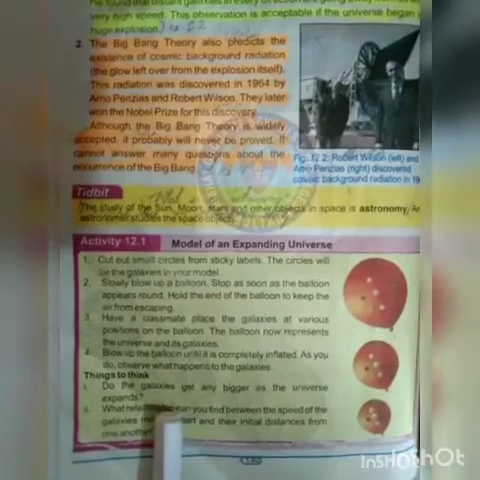 very high speed. This observation is acceptable if the universe began
huge explosion)
2. The Big Bang Theory also predicts the
existence of cosmic background radiation
(the glow left over from the explosion itself).
This radiation was discovered in 1964 by
Arno Penzias and Robert Wilson. They later
won the Nobel Prize for this discovery.
Although the Big Bang Theory is widely
accepted, it probably will never be proved. It
cannot answer many questions about the
occurrence of the Big Bang.
Fig: 12.2: Robert Wilson (left) and
Arno Penzias (right) discovered
cosmic background radiation in 19
Tidbit
The study of the Sun, Moon, stars and other objects in space is astronomy. An
astronomer studies the space objects.
Activity 12.1 Model of an Expanding Universe
1. Cut out small circles from sticky labels. The circles will
be the galaxies in your model.
2. Slowly blow up a balloon. Stop as soon as the balloon
appears round. Hold the end of the balloon to keep the
air from escaping.
3. Have a classmate place the galaxies at various
positions on the balloon. The balloon now represents
the universe and its galaxies.
4. Blow up the balloon until it is completely inflated. As you
do, observe what happens to the galaxies.
Things to think
i. Do the galaxies get any bigger as the universe
expands?
ii. What can you find between the speed of the
galaxies and their initial distances from
one another
InShOt